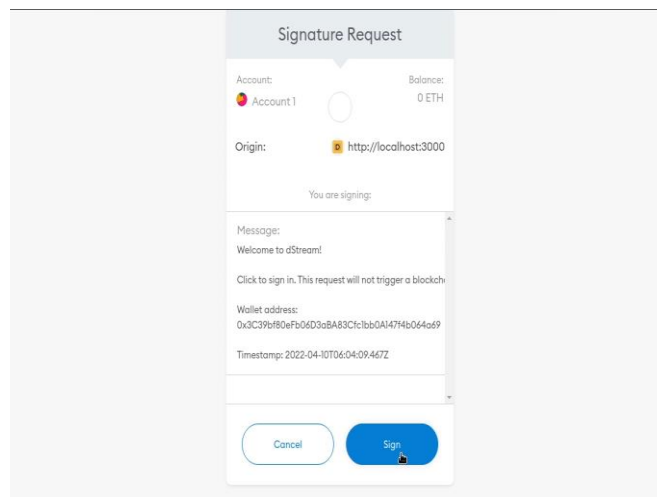 Signature Request
Account: Balance:
Account 1 0 ETH
Origin: D http://localhost:3000
You are signing:
Message:
Welcome to dStream!
Click to sign in. This request will not trigger a blockch
Wallet address:
0x3C39bf80eFb06D3aBA83Cfc1bb0A147f4b064a69
Timestamp: 2022-04-10T06:04:09.467Z
Cancel Sign